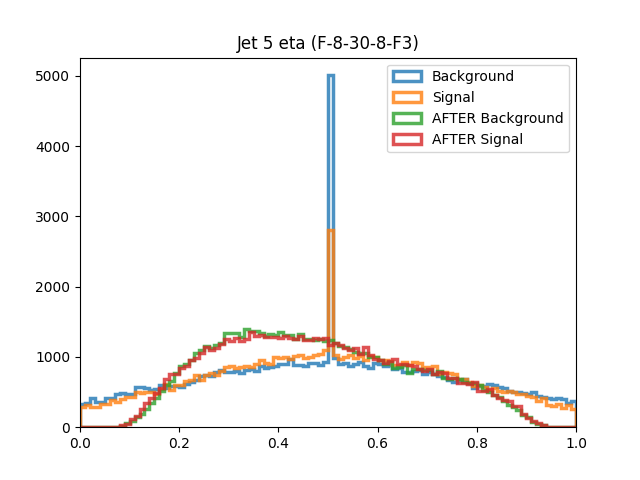 Jet 5 eta (F-8-30-8-F3)
Background
Signal
AFTER Background
AFTER Signal
5000
4000
3000
2000
1000
0
0.0 0.2 0.4 0.6 0.8 1.0